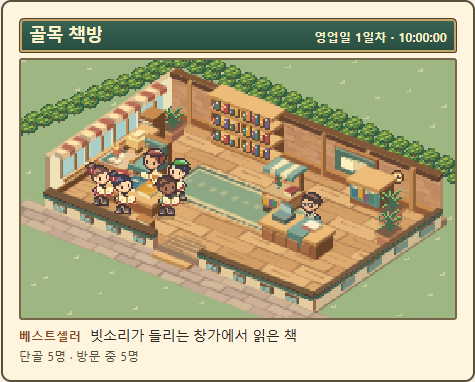 골목 책방
영업일 1일차 · 10:00:00
베스트셀러 빗소리가 들리는 창가에서 읽은 책
단골 5명 · 방문 중 5명